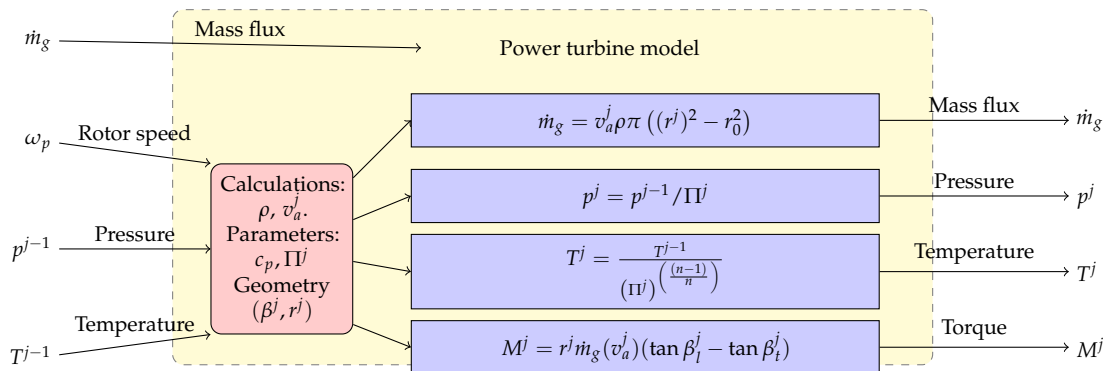 ṁ_g Mass flux
Power turbine model
ω_p Rotor speed
p^{j−1} Pressure
T^{j−1} Temperature
Calculations:
ρ, v_a^j.
Parameters:
c_p, Π^j
Geometry
(β^j, r^j)
ṁ_g = v_a^j ρπ ((r^j)^2 − r_0^2)
Mass flux ṁ_g
p^j = p^{j−1}/Π^j
Pressure p^j
T^j = \frac{T^{j−1}}{(Π^j)^{(\frac{(n−1)}{n})}}
Temperature T^j
M^j = r^j ṁ_g(v_a^j)(tan β_l^j − tan β_t^j)
Torque M^j